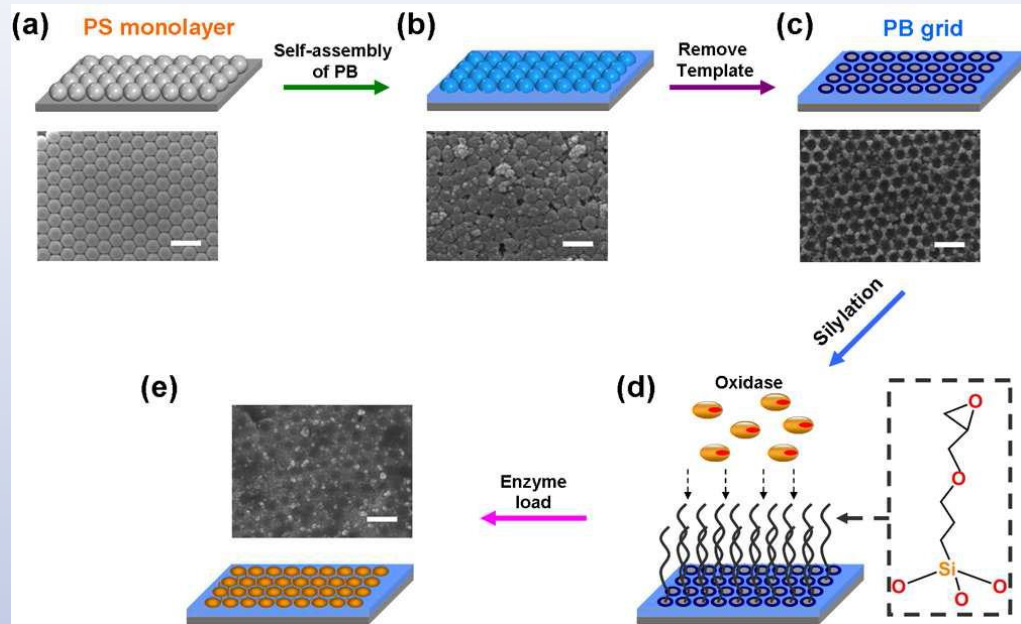 (a)
PS monolayer
Self-assembly
of PB
(b)
Remove
Template
(c)
PB grid
Silylation
(d)
Oxidase
O
O
Si
O
O
O
Enzyme
load
(e)